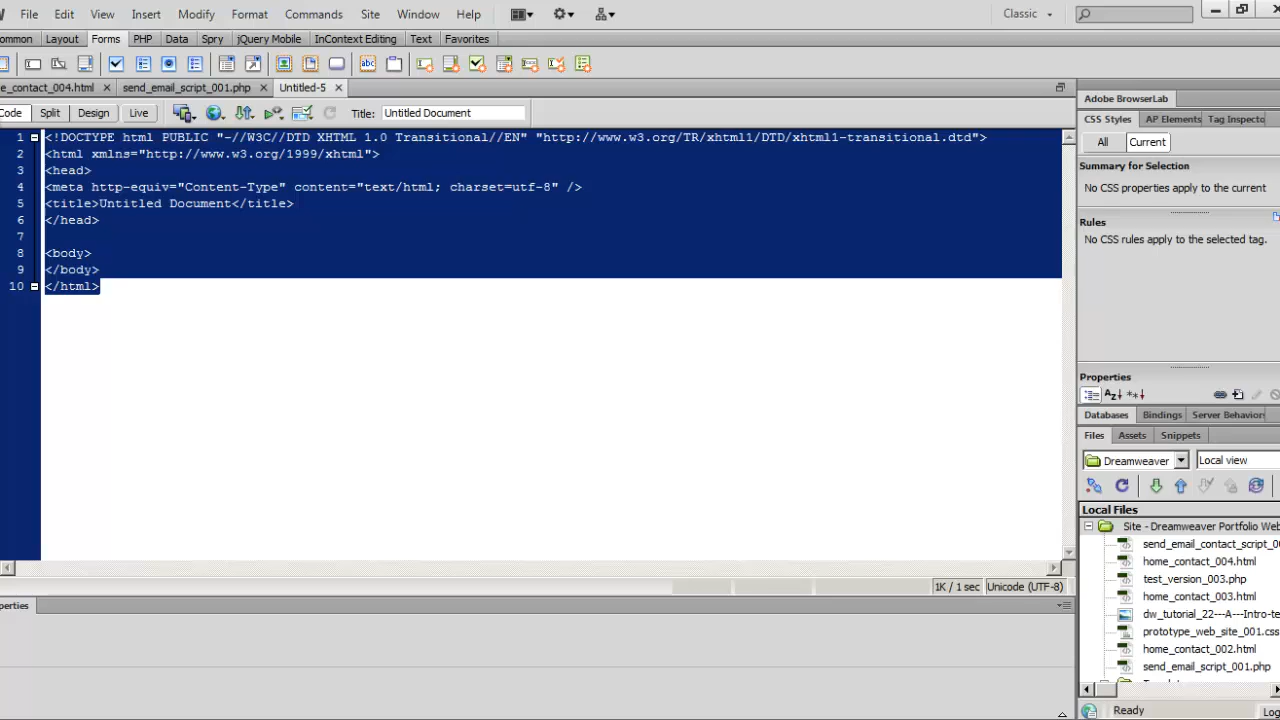 File Edit View Insert Modify Format Commands Site Window Help Classic
ommon Layout Forms PHP Data Spry jQuery Mobile InContext Editing Text Favorites
e_contact_004.html × send_email_script_001.php × Untitled-5 ×
Code Split Design Live Title: Untitled Document
1 <!DOCTYPE html PUBLIC "-//W3C//DTD XHTML 1.0 Transitional//EN" "http://www.w3.org/TR/xhtml1/DTD/xhtml1-transitional.dtd">
2 <html xmlns="http://www.w3.org/1999/xhtml">
3 <head>
4 <meta http-equiv="Content-Type" content="text/html; charset=utf-8" />
5 <title>Untitled Document</title>
6 </head>
7
8 <body>
9 </body>
10 </html>
1K / 1 sec Unicode (UTF-8)
operties
Adobe BrowserLab
CSS Styles AP Elements Tag Inspecto
All Current
Summary for Selection
No CSS properties apply to the current
Rules
No CSS rules apply to the selected tag.
Properties
Databases Bindings Server Behaviors
Files Assets Snippets
Dreamweaver Local view
Local Files
Site - Dreamweaver Portfolio Web
send_email_contact_script_00
home_contact_004.html
test_version_003.php
home_contact_003.html
dw_tutorial_22---A---Intro-te
prototype_web_site_001.css
home_contact_002.html
send_email_script_001.php
Ready Log